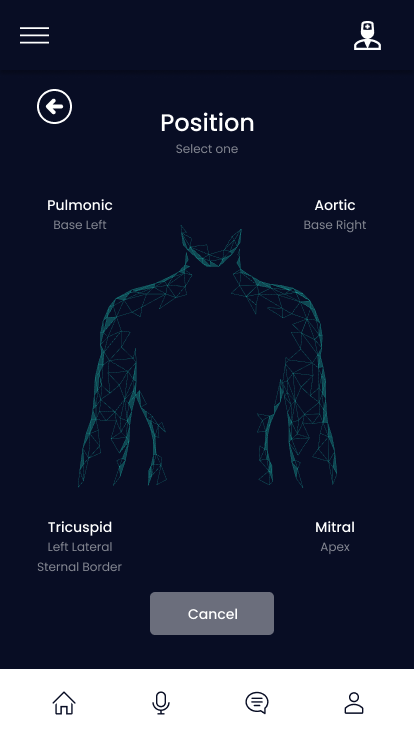 Position
Select one
Pulmonic
Base Left
Aortic
Base Right
Tricuspid
Left Lateral
Sternal Border
Mitral
Apex
Cancel